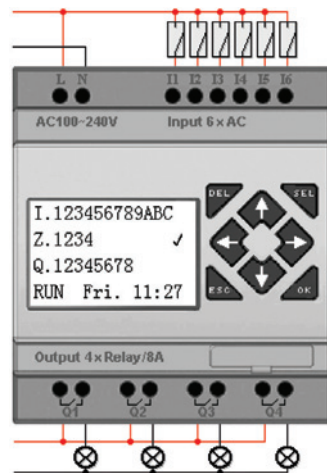 L N I1 I2 I3 I4 I5 I6
AC100-240V Input 6×AC
DEL SEL
I.123456789ABC
Z.1234 ✓
Q.12345678
RUN Fri. 11:27
ESC OK
Output 4×Relay/8A
Q1 Q2 Q3 Q4